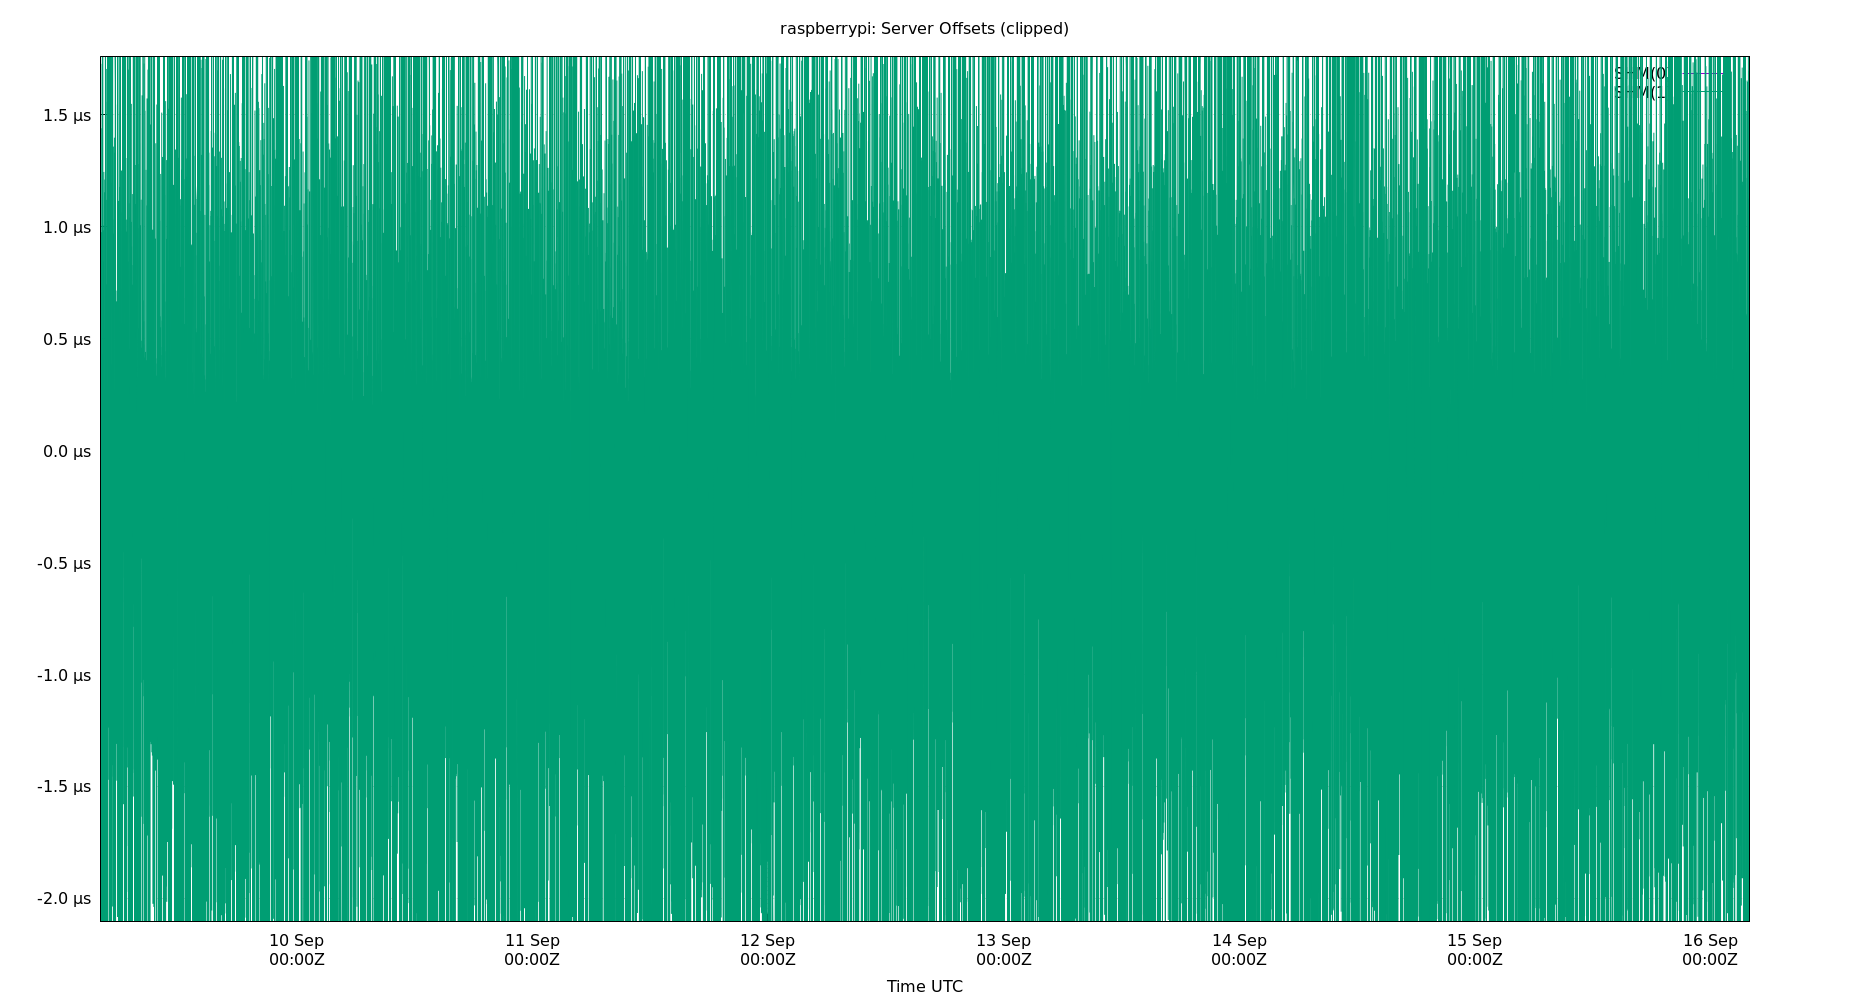 raspberrypi: Server Offsets (clipped)
1.5 µs
1.0 µs
0.5 µs
0.0 µs
-0.5 µs
-1.0 µs
-1.5 µs
-2.0 µs
10 Sep
00:00Z
11 Sep
00:00Z
12 Sep
00:00Z
13 Sep
00:00Z
14 Sep
00:00Z
15 Sep
00:00Z
16 Sep
00:00Z
Time UTC